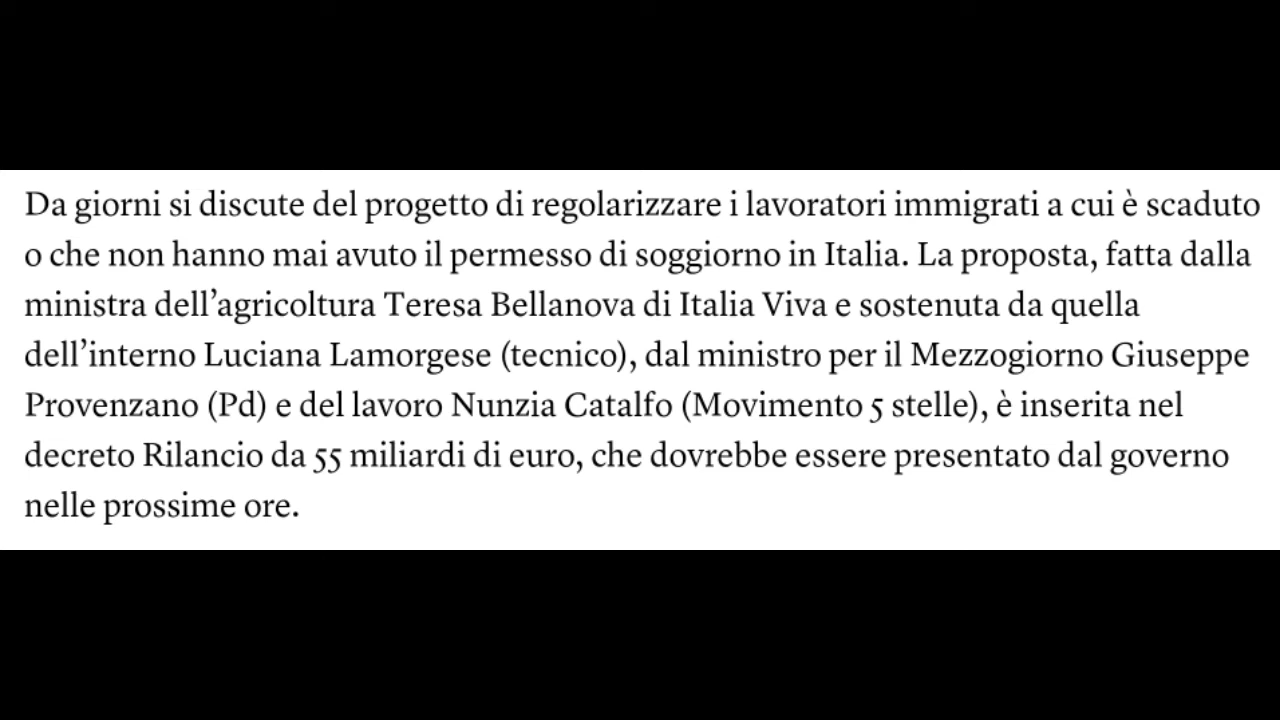 Da giorni si discute del progetto di regolarizzare i lavoratori immigrati a cui è scaduto
o che non hanno mai avuto il permesso di soggiorno in Italia. La proposta, fatta dalla
ministra dell’agricoltura Teresa Bellanova di Italia Viva e sostenuta da quella
dell’interno Luciana Lamorgese (tecnico), dal ministro per il Mezzogiorno Giuseppe
Provenzano (Pd) e del lavoro Nunzia Catalfo (Movimento 5 stelle), è inserita nel
decreto Rilancio da 55 miliardi di euro, che dovrebbe essere presentato dal governo
nelle prossime ore.